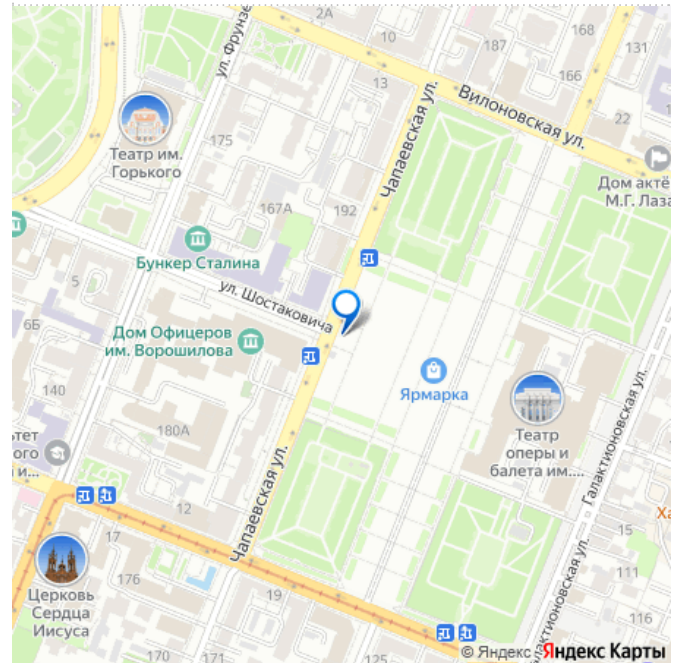 2А
10
187
168
131
ул. Фрунзе
13
Чапаевская ул.
Вилоновская ул.
22
Театр им.
Горького
175
Дом актё
М.Г. Лаза
167А
192
Бункер Сталина
5
ул. Шостаковича
6Б
Дом Офицеров
им. Ворошилова
Ярмарка
140
Театр
оперы и
балета им....
Галактионовская ул.
ьтет
ого
а и...
180А
Ха
12
15
17
Чапаевская ул.
111
Церковь
Сердца
Иисуса
176
19
116
170
125
© Яндекс
Яндекс Карты